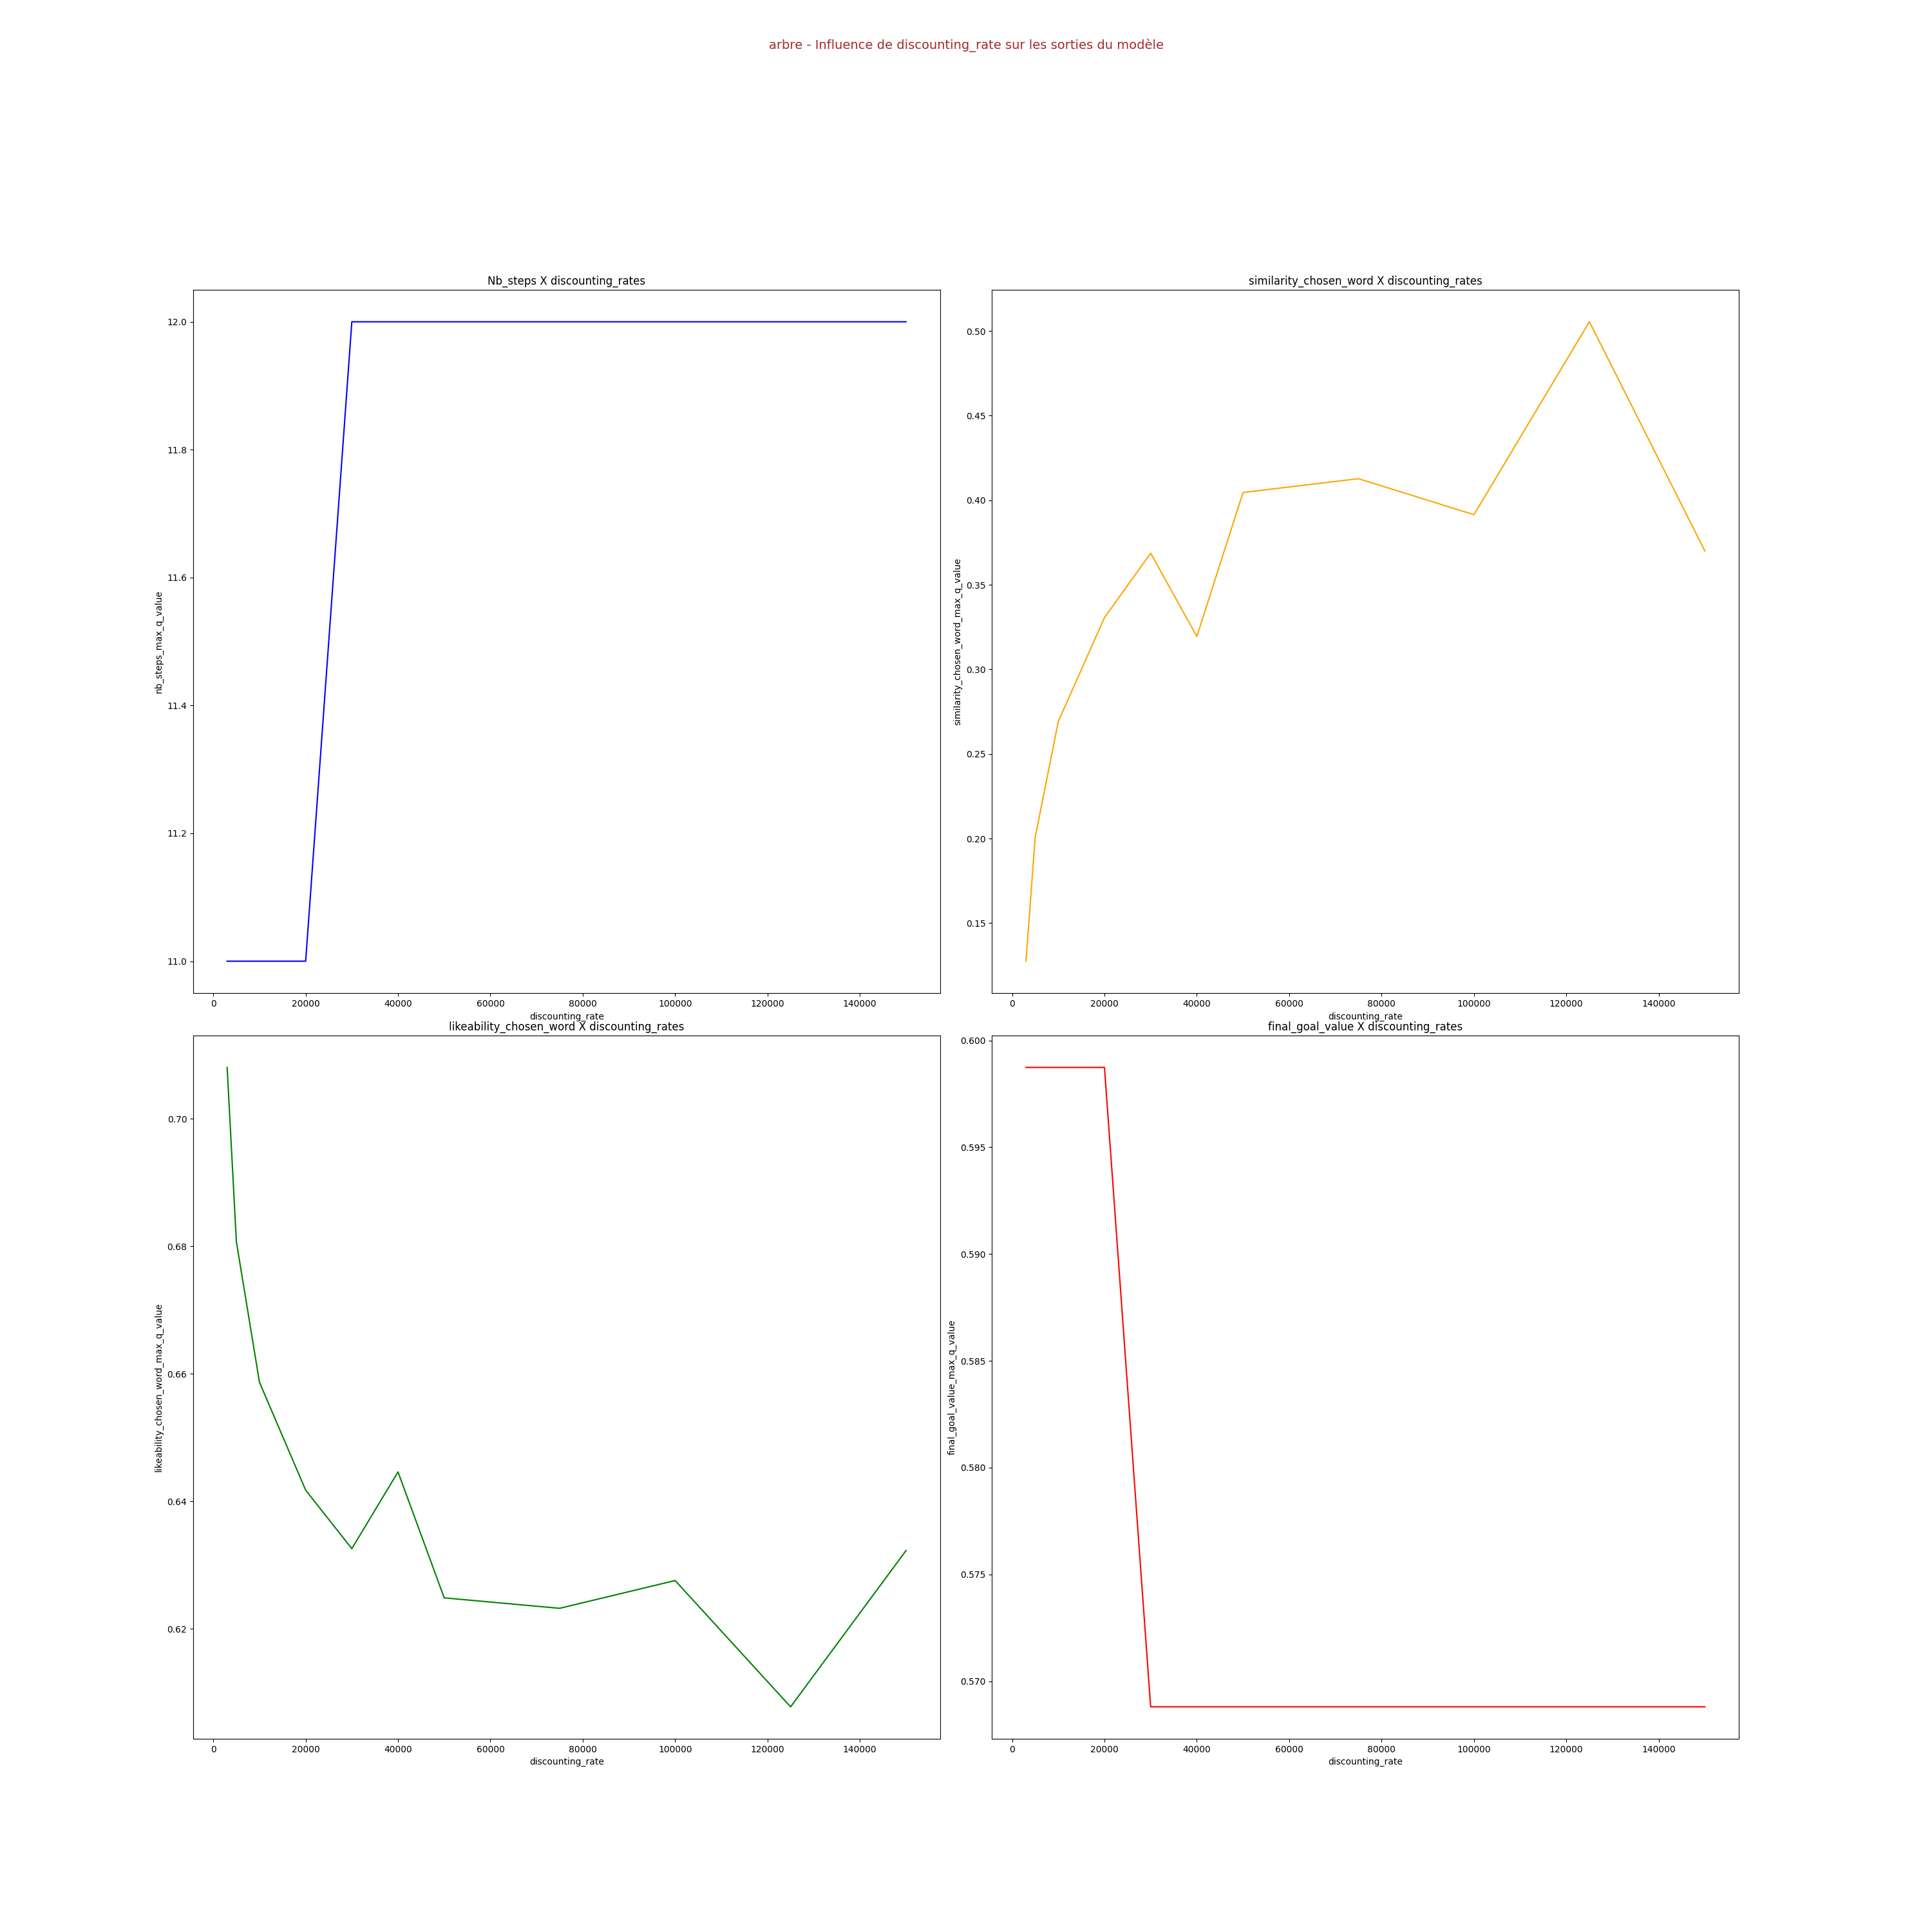 arbre - Influence de discounting_rate sur les sorties du modèle
Nb_steps X discounting_rates
12.0
11.8
11.6
11.4
11.2
11.0
nb_steps_max_q_value
0 20000 40000 60000 80000 100000 120000 140000
discounting_rate
similarity_chosen_word X discounting_rates
0.50
0.45
0.40
0.35
0.30
0.25
0.20
0.15
similarity_chosen_word_max_q_value
0 20000 40000 60000 80000 100000 120000 140000
discounting_rate
likeability_chosen_word X discounting_rates
0.70
0.68
0.66
0.64
0.62
likeability_chosen_word_max_q_value
0 20000 40000 60000 80000 100000 120000 140000
discounting_rate
final_goal_value X discounting_rates
0.600
0.595
0.590
0.585
0.580
0.575
0.570
final_goal_value_max_q_value
0 20000 40000 60000 80000 100000 120000 140000
discounting_rate